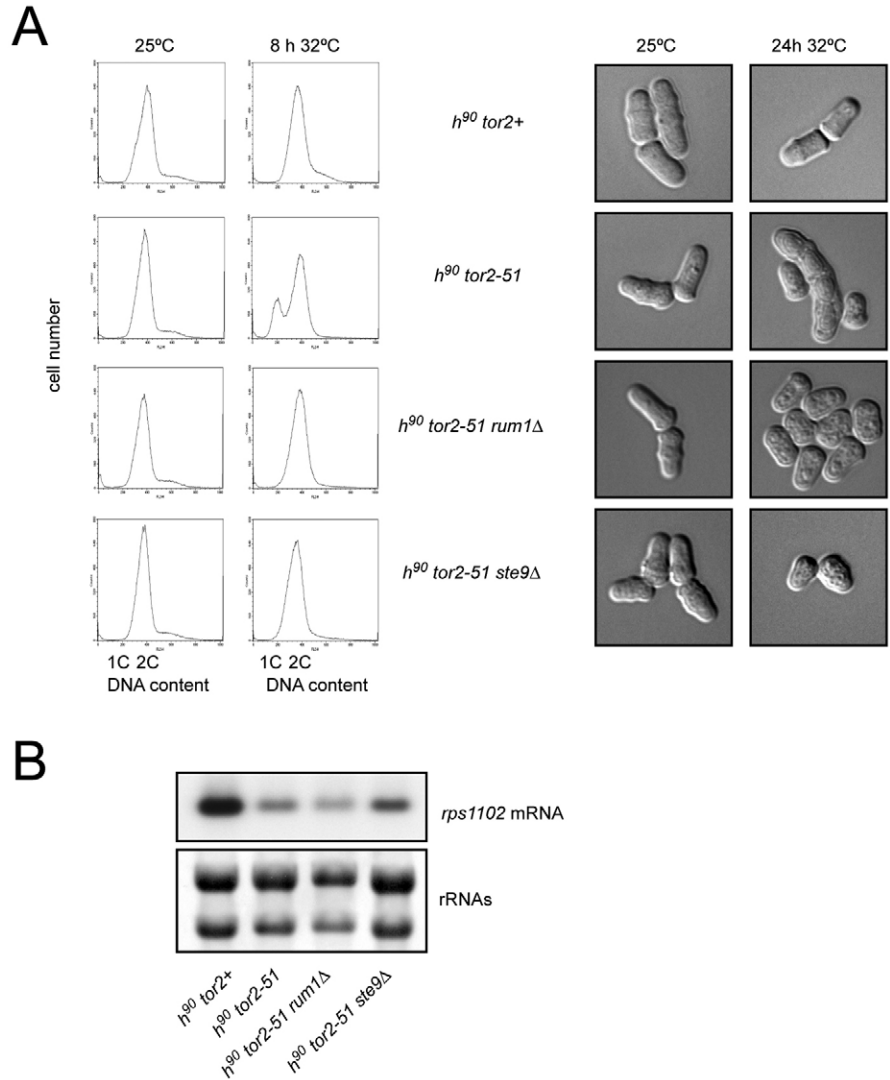 A
25ºC
8 h 32ºC
25ºC
24h 32ºC
h90 tor2+
h90 tor2-51
h90 tor2-51 rum1Δ
h90 tor2-51 ste9Δ
cell number
1C 2C
DNA content
1C 2C
DNA content
B
rps1102 mRNA
rRNAs
h90 tor2+
h90 tor2-51
h90 tor2-51 rum1Δ
h90 tor2-51 ste9Δ